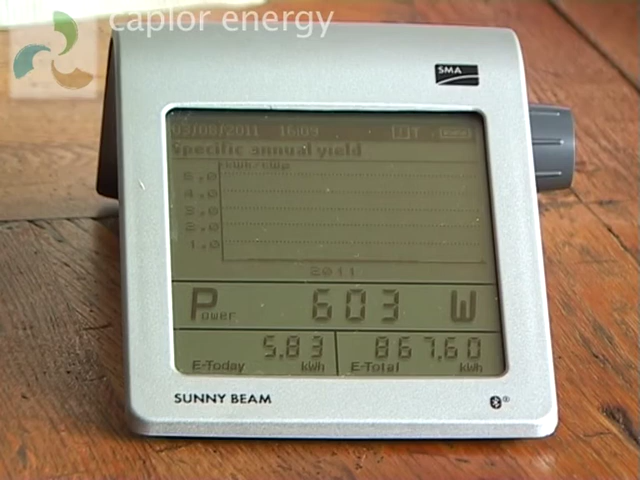 caplor energy
SMA
03/08/2011 16:09
Specific annual yield
kWh/kWp
5.0
4.0
3.0
2.0
1.0
2011
Power 603 W
5.83 867.60
E-Today kWh E-Total kWh
SUNNY BEAM